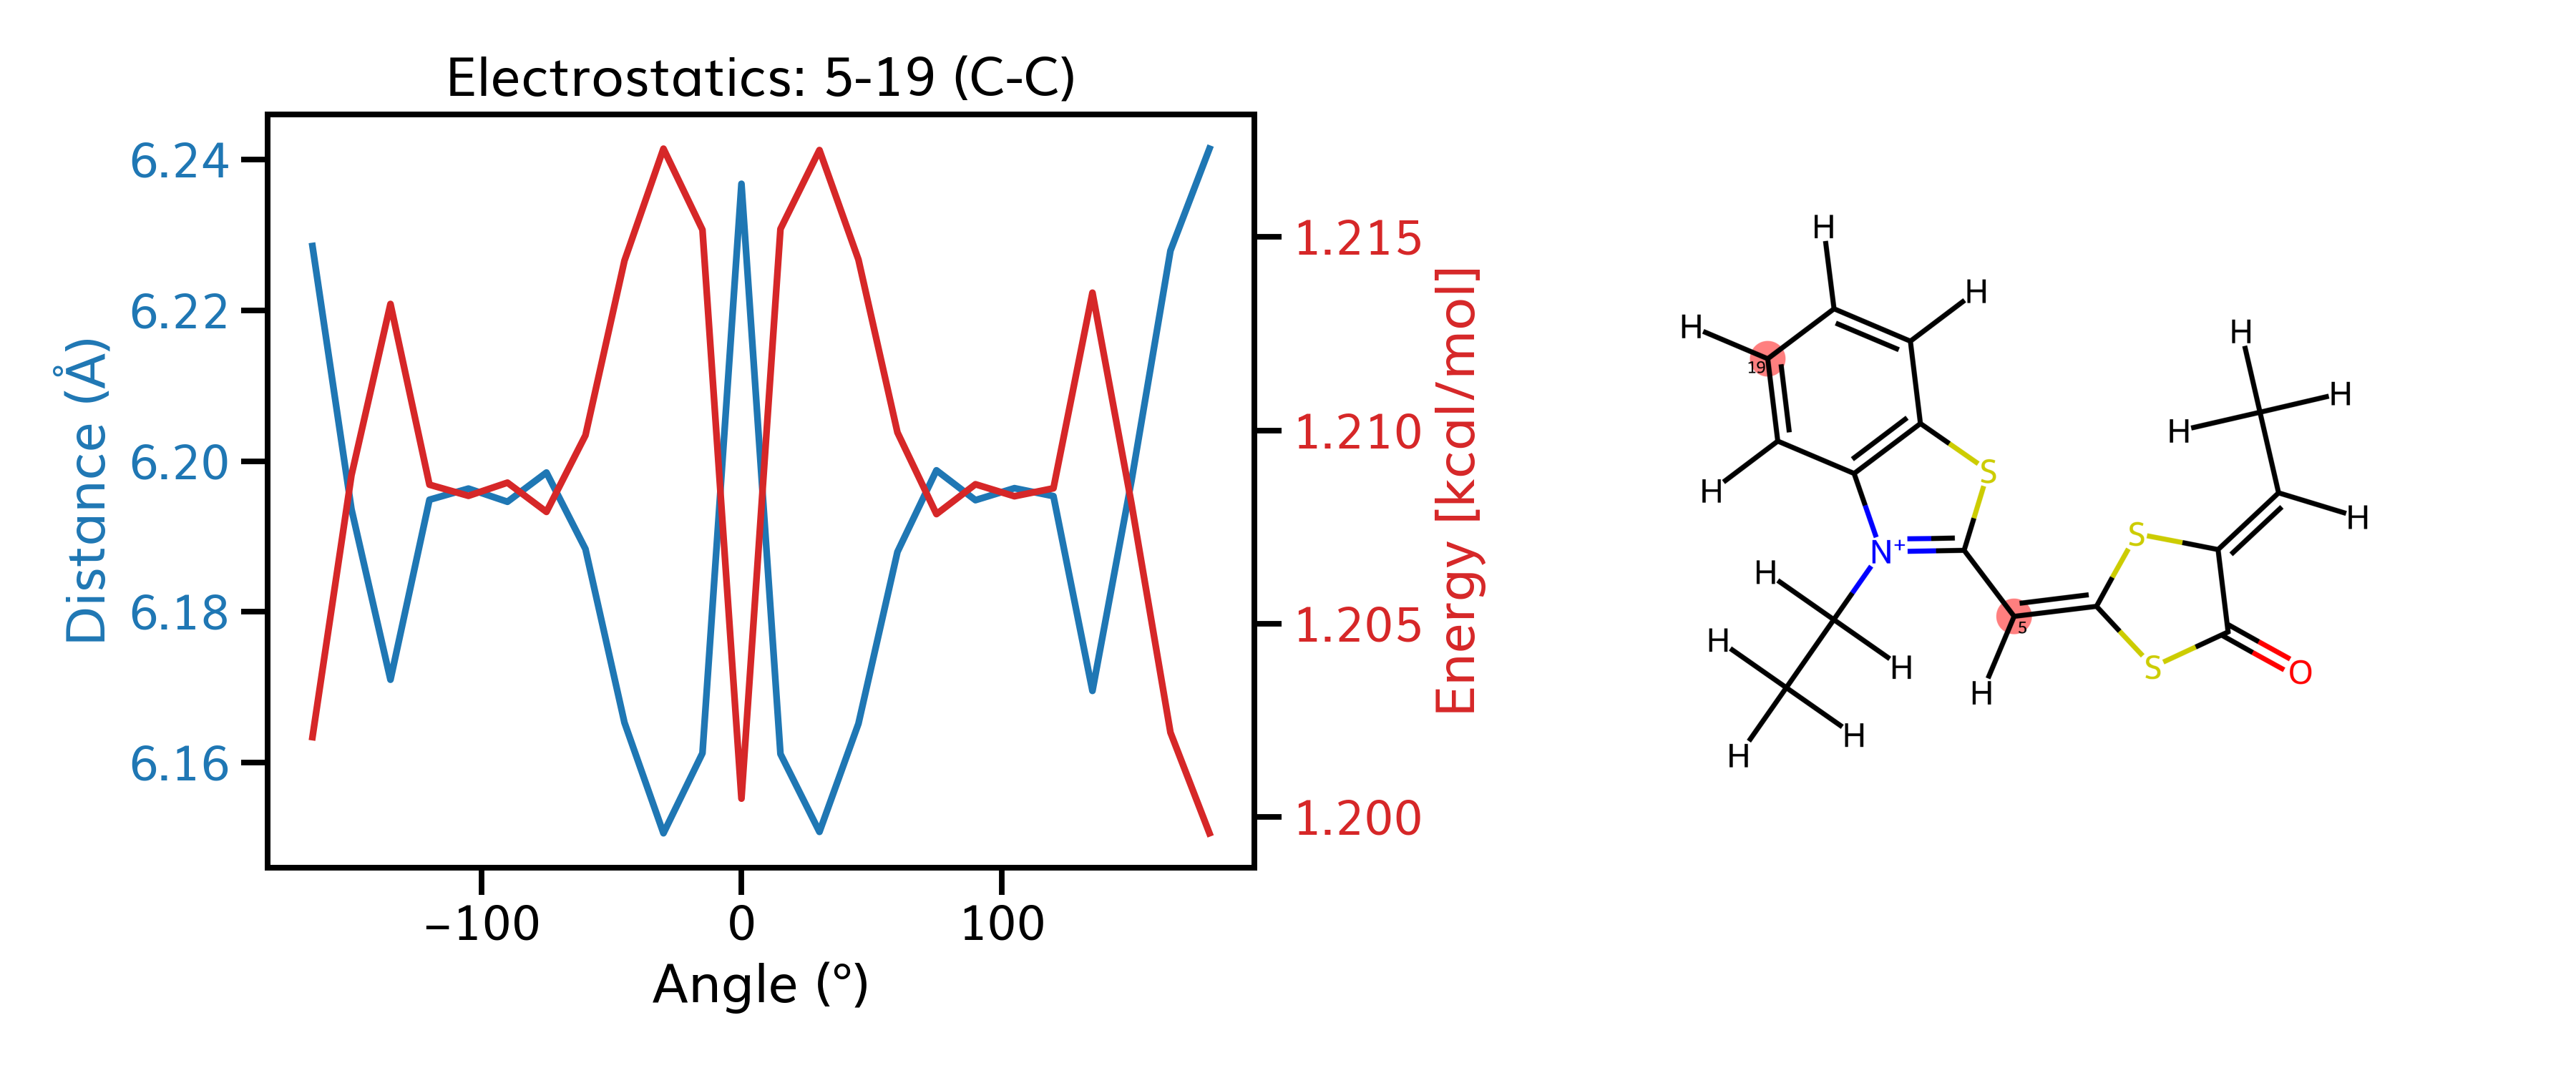 Electrostatics: 5-19 (C-C)
6.24
6.22
6.20
6.18
6.16
Distance (Å)
1.215
1.210
1.205
1.200
Energy [kcal/mol]
−100
0
100
Angle (°)
H
H
H
19
H
S
N⁺
H
H
H
H
H
H
5
S
S
O
H
H
H
H